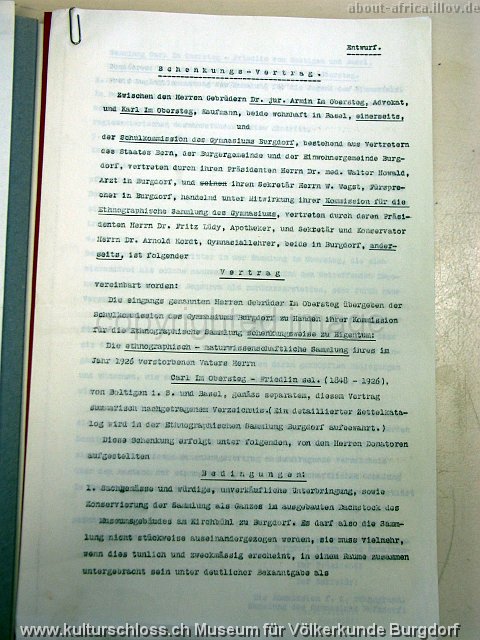 about-africa.illov.de
Entwurf.
Schenkungs-Vertrag.
Zwischen den Herren Gebrüdern Dr. jur. Armin Im Obersteg, Advokat,
und Karl Im Obersteg, Kaufmann, beide wohnhaft in Basel, einerseits,
und
der Schulkommission des Gymnasiums Burgdorf, bestehend aus Vertretern
des Staates Bern, der Burgergemeinde und der Einwohnergemeinde Burg-
dorf, vertreten durch ihren Präsidenten Herrn Dr. med. Walter Howald,
Arzt in Burgdorf, und seinen ihren Sekretär Herrn W. Vogst, Fürspre-
cher in Burgdorf, handelnd unter Mitwirkung ihrer Kommission für die
Ethnographische Sammlung des Gymnasiums, vertreten durch deren Präsi-
denten Herrn Dr. Fritz Lüdy, Apotheker, und Sekretär und Konservator
Herrn Dr. Arnold Kordt, Gymnasiallehrer, beide in Burgdorf, ander-
seits, ist folgender
Vertrag
vereinbart worden:
Die eingangs genannten Herren Gebrüder Im Obersteg übergeben der
Schulkommission des Gymnasiums Burgdorf zu Handen ihrer Kommission
für die Ethnographische Sammlung schenkungsweise zu Eigentum:
Die ethnographisch - naturwissenschaftliche Sammlung ihres im
Jahr 1926 verstorbenen Vaters Herrn
Carl Im Obersteg - Friedlin sel. (1848 - 1926),
von Boltigen i. S. und Basel, gemäss separatem, diesem Vertrag
summarisch nachgetragenem Verzeichnis.(Ein detaillierter Zettelkata-
log wird in der Ethnographischen Sammlung Burgdorf aufbewahrt.)
Diese Schenkung erfolgt unter folgenden, von den Herren Donatoren
aufgestellten
Bedingungen:
1. Sachgemässe und würdige, unverkäufliche Unterbringung, sowie
Konservierung der Sammlung als Ganzes im ausgebauten Dachstock des
Museumsgebäudes am Kirchbühl zu Burgdorf. Es darf also die Samm-
lung nicht stückweise auseinandergezogen werden, sie muss vielmehr,
wenn dies tunlich und zweckmässig erscheint, in einem Raume zusammen
untergebracht sein unter deutlicher Bekanntgabe als
www.kulturschloss.ch Museum für Völkerkunde Burgdorf